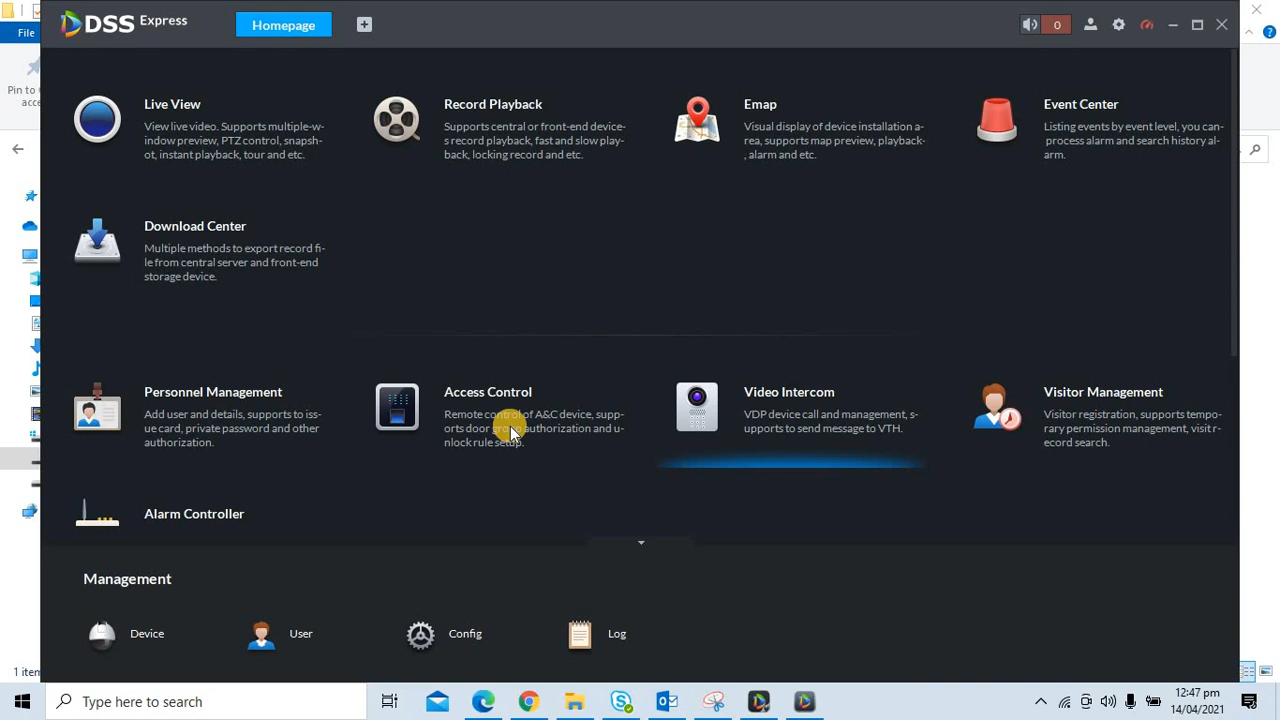 File
Pin to
acce
1 item
DSS Express
Homepage
0
Live View
View live video. Supports multiple-w-
indow preview, PTZ control, snapsh-
ot, instant playback, tour and etc.
Record Playback
Supports central or front-end device-
s record playback, fast and slow play-
back, locking record and etc.
Emap
Visual display of device installation a-
rea, supports map preview, playback-
, alarm and etc.
Event Center
Listing events by event level, you can-
process alarm and search history al-
arm.
Download Center
Multiple methods to export record fi-
le from central server and front-end
storage device.
Personnel Management
Add user and details, supports to iss-
ue card, private password and other
authorization.
Access Control
Remote control of A&C device, supp-
orts door group authorization and u-
nlock rule setup.
Video Intercom
VDP device call and management, s-
upports to send message to VTH.
Visitor Management
Visitor registration, supports tempo-
rary permission management, visit r-
ecord search.
Alarm Controller
Management
Device
User
Config
Log
Type here to search
12:47 pm
14/04/2021